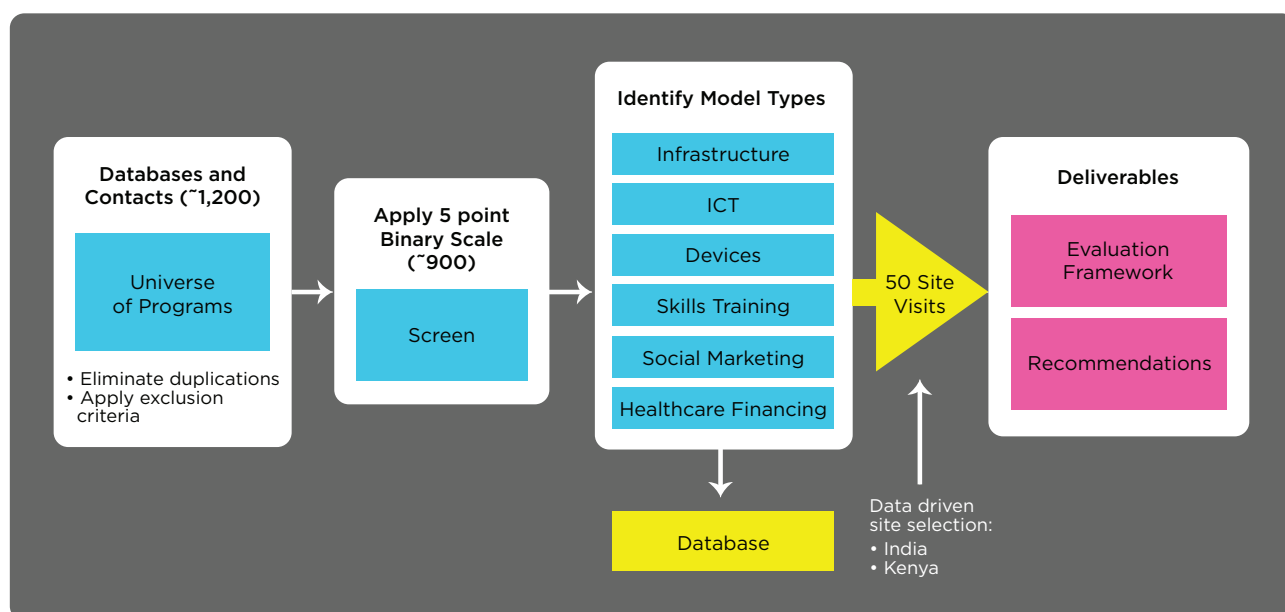 Databases and
Contacts (~1,200)
Universe
of Programs
• Eliminate duplications
• Apply exclusion
criteria
Apply 5 point
Binary Scale
(~900)
Screen
Identify Model Types
Infrastructure
ICT
Devices
Skills Training
Social Marketing
Healthcare Financing
Database
50 Site
Visits
Data driven
site selection:
• India
• Kenya
Deliverables
Evaluation
Framework
Recommendations